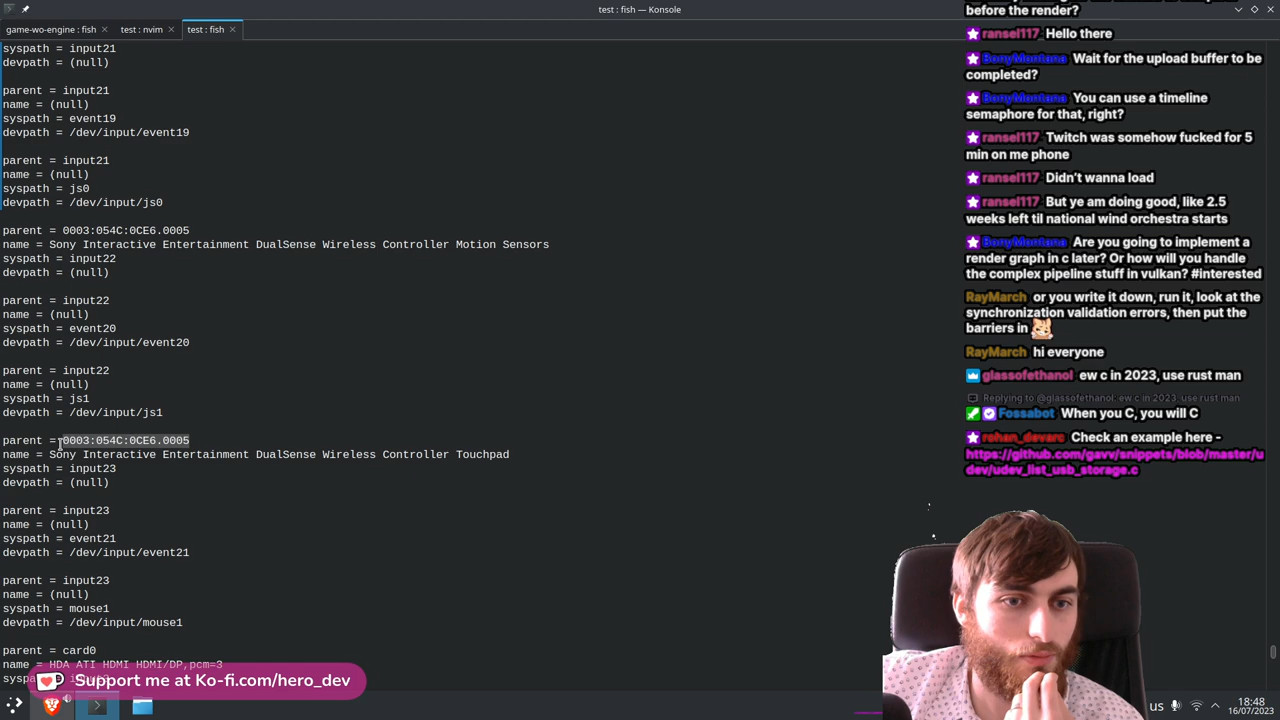 test : fish — Konsole
game-wo-engine : fish
test : nvim
test : fish
syspath = input21
devpath = (null)
parent = input21
name = (null)
syspath = event19
devpath = /dev/input/event19
parent = input21
name = (null)
syspath = js0
devpath = /dev/input/js0
parent = 0003:054C:0CE6.0005
name = Sony Interactive Entertainment DualSense Wireless Controller Motion Sensors
syspath = input22
devpath = (null)
parent = input22
name = (null)
syspath = event20
devpath = /dev/input/event20
parent = input22
name = (null)
syspath = js1
devpath = /dev/input/js1
parent = 0003:054C:0CE6.0005
name = Sony Interactive Entertainment DualSense Wireless Controller Touchpad
syspath = input23
devpath = (null)
parent = input23
name = (null)
syspath = event21
devpath = /dev/input/event21
parent = input23
name = (null)
syspath = mouse1
devpath = /dev/input/mouse1
parent = card0
name = HDA ATI HDMI HDMI/DP,pcm=3
Support me at Ko-fi.com/hero_dev
before the render?
ransel117 Hello there
BonyMontana Wait for the upload buffer to be
completed?
BonyMontana You can use a timeline
semaphore for that, right?
ransel117 Twitch was somehow fucked for 5
min on me phone
ransel117 Didn't wanna load
ransel117 But ye am doing good, like 2.5
weeks left til national wind orchestra starts
BonyMontana Are you going to implement a
render graph in c later? Or how will you handle
the complex pipeline stuff in vulkan? #interested
RayMarch or you write it down, run it, look at the
synchronization validation errors, then put the
barriers in
RayMarch hi everyone
glassofethanol ew c in 2023, use rust man
Replying to @glassofethanol: ew c in 2023, use rust man
Fossabot When you C, you will C
rohan_devarc Check an example here -
https://github.com/gavv/snippets/blob/master/u
dev/udev_list_usb_storage.c
us
18:48
16/07/2023